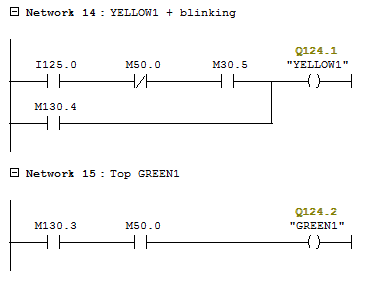 Network 14 : YELLOW1 + blinking
Q124.1
I125.0 M50.0 M30.5 "YELLOW1"
M130.4
Network 15 : Top GREEN1
Q124.2
M130.3 M50.0 "GREEN1"